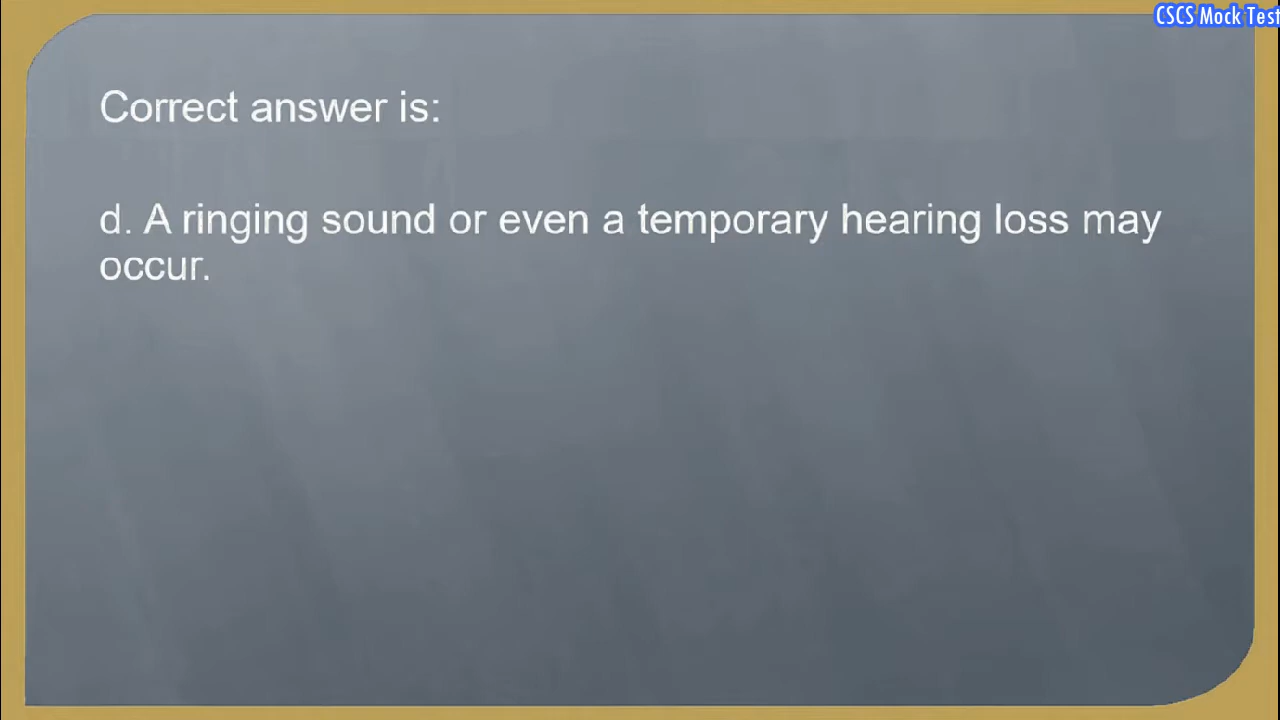 CSCS Mock Test
Correct answer is:
d. A ringing sound or even a temporary hearing loss may
occur.